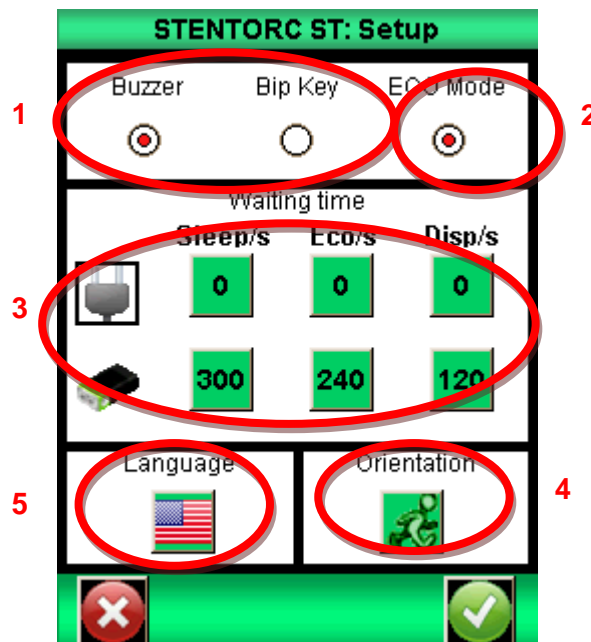 STENTORC ST: Setup
1
Buzzer Bip Key ECO Mode
2
Waiting time
Sleep/s Eco/s Disp/s
0 0 0
3
300 240 120
Language Orientation
5
4